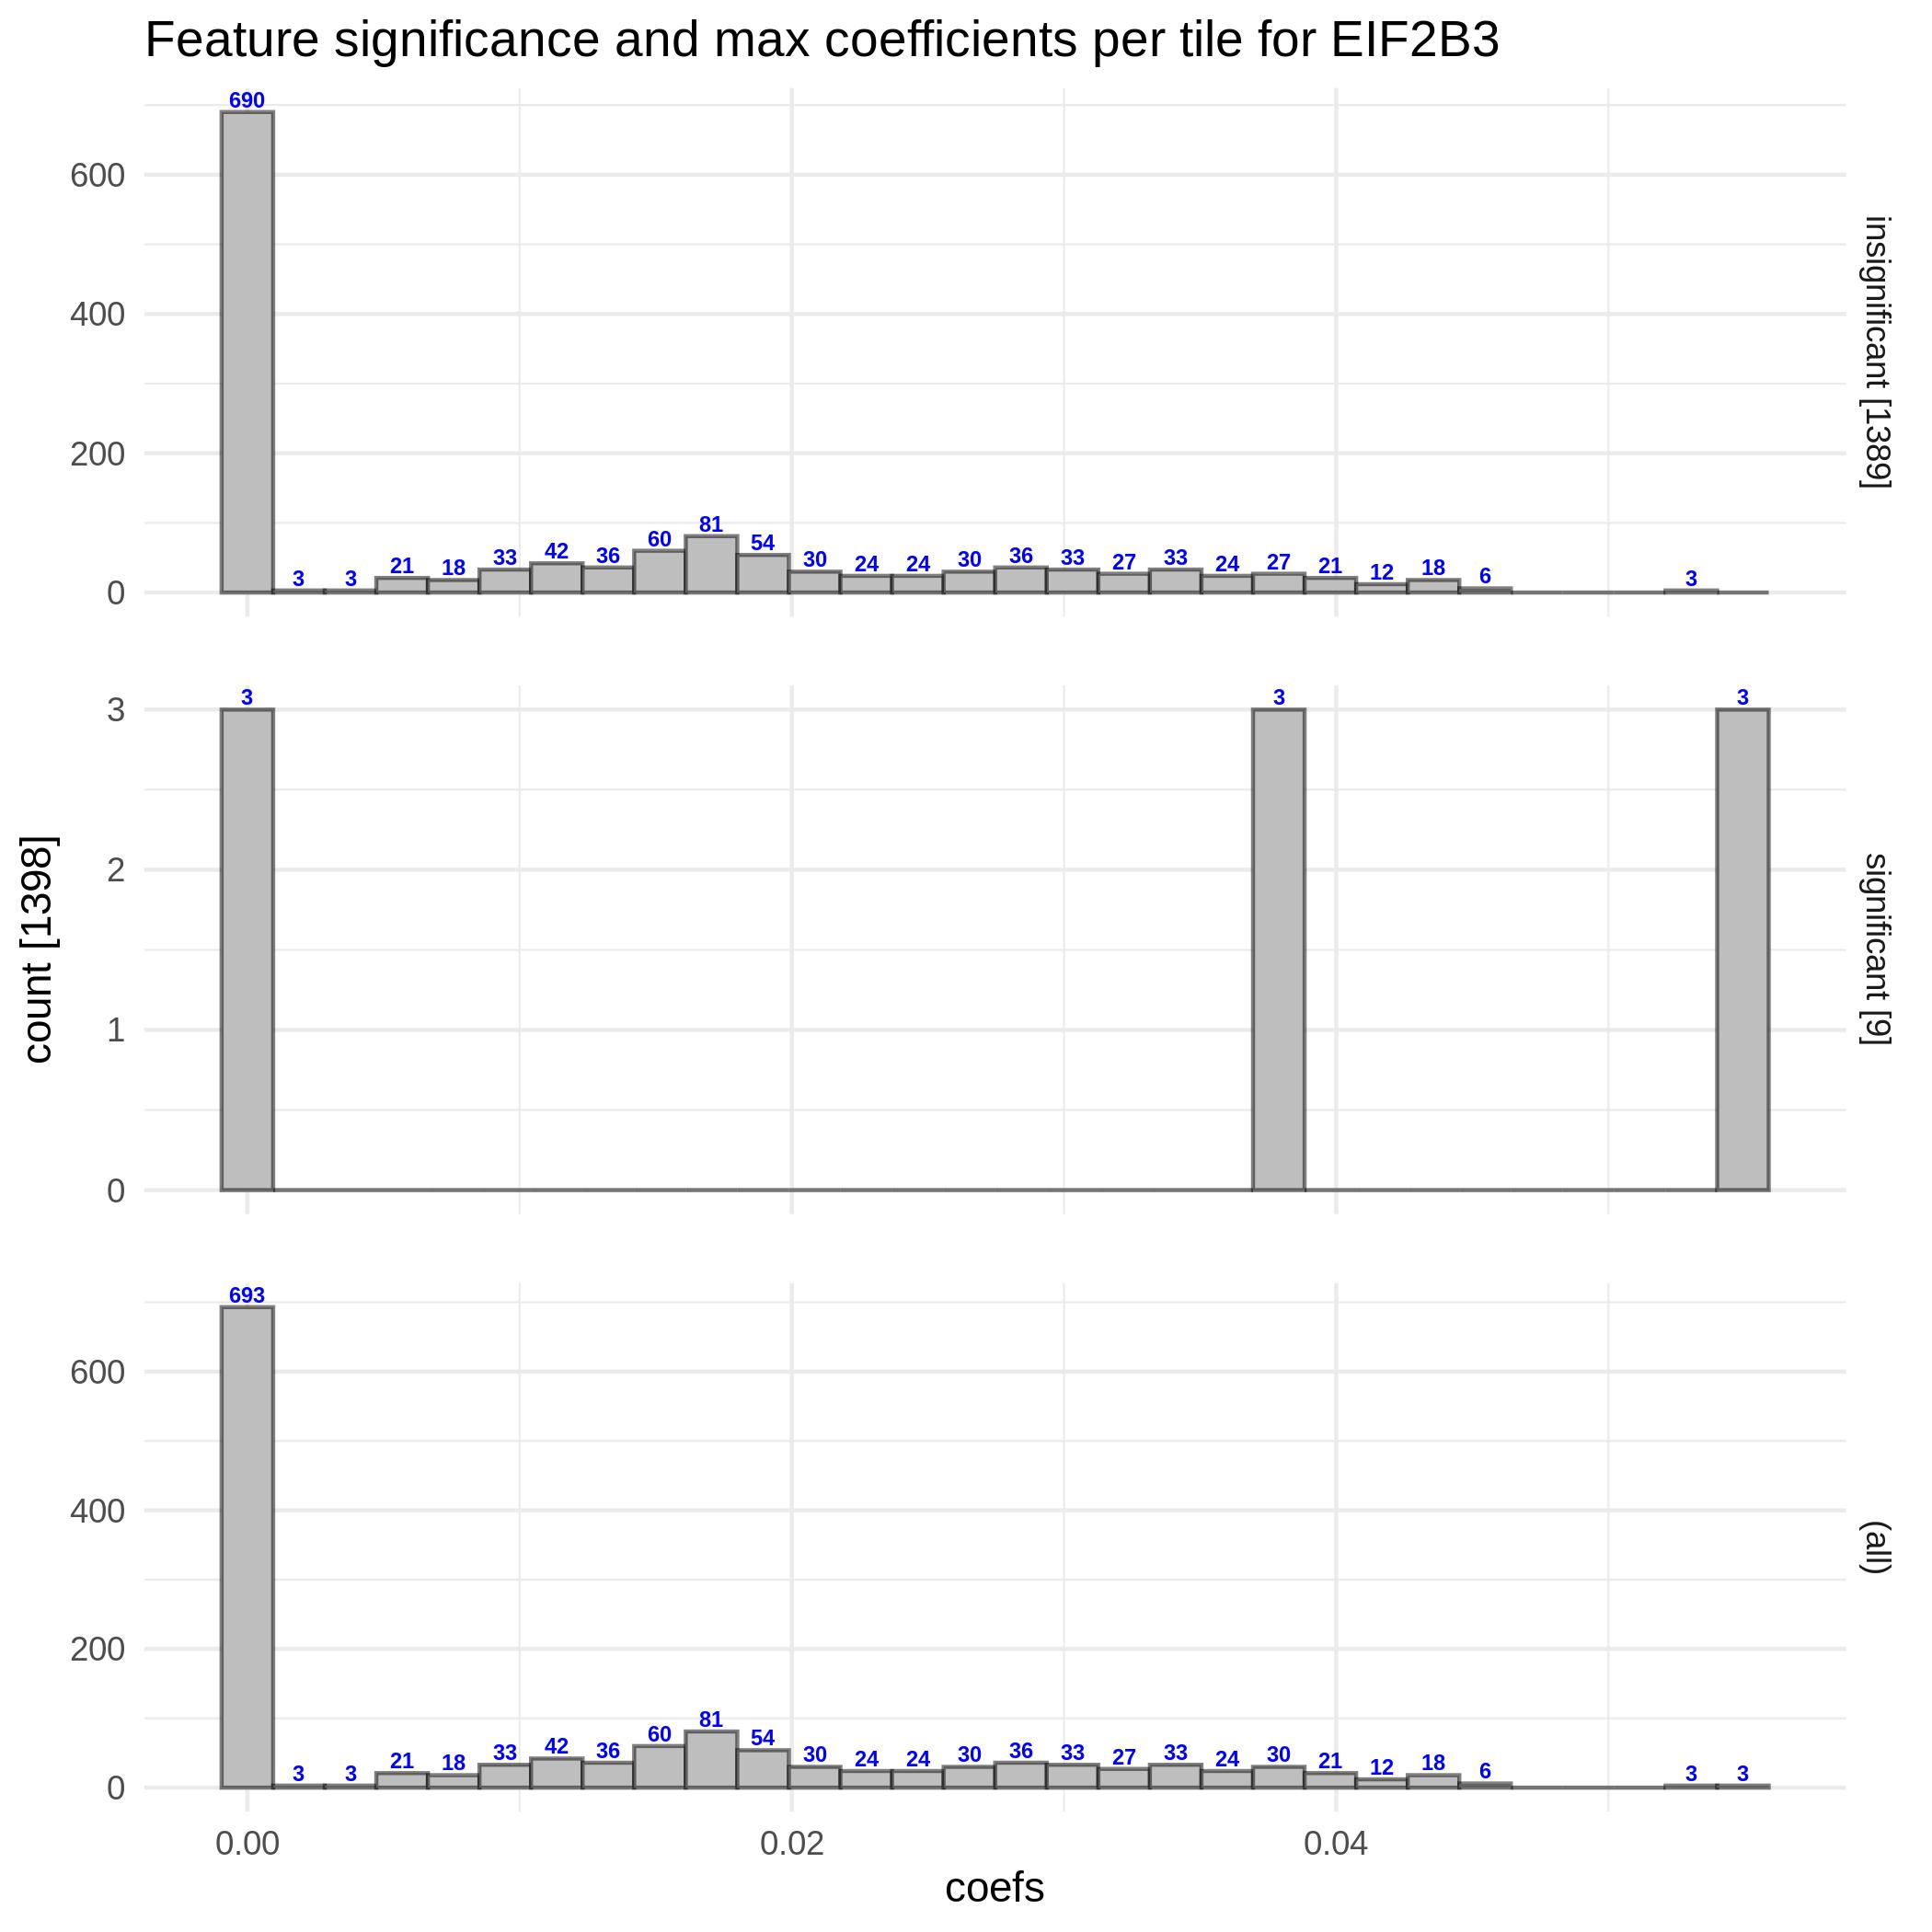 Feature significance and max coefficients per tile for EIF2B3
690
3 3 21 18 33 42 36 60 81 54 30 24 24 30 36 33 27 33 24 27 21 12 18 6 3
600
400
200
0
insignificant [1389]
3 3 3
3
2
1
0
significant [9]
count [1398]
693
3 3 21 18 33 42 36 60 81 54 30 24 24 30 36 33 27 33 24 30 21 12 18 6 3 3
600
400
200
0
(all)
0.00 0.02 0.04
coefs